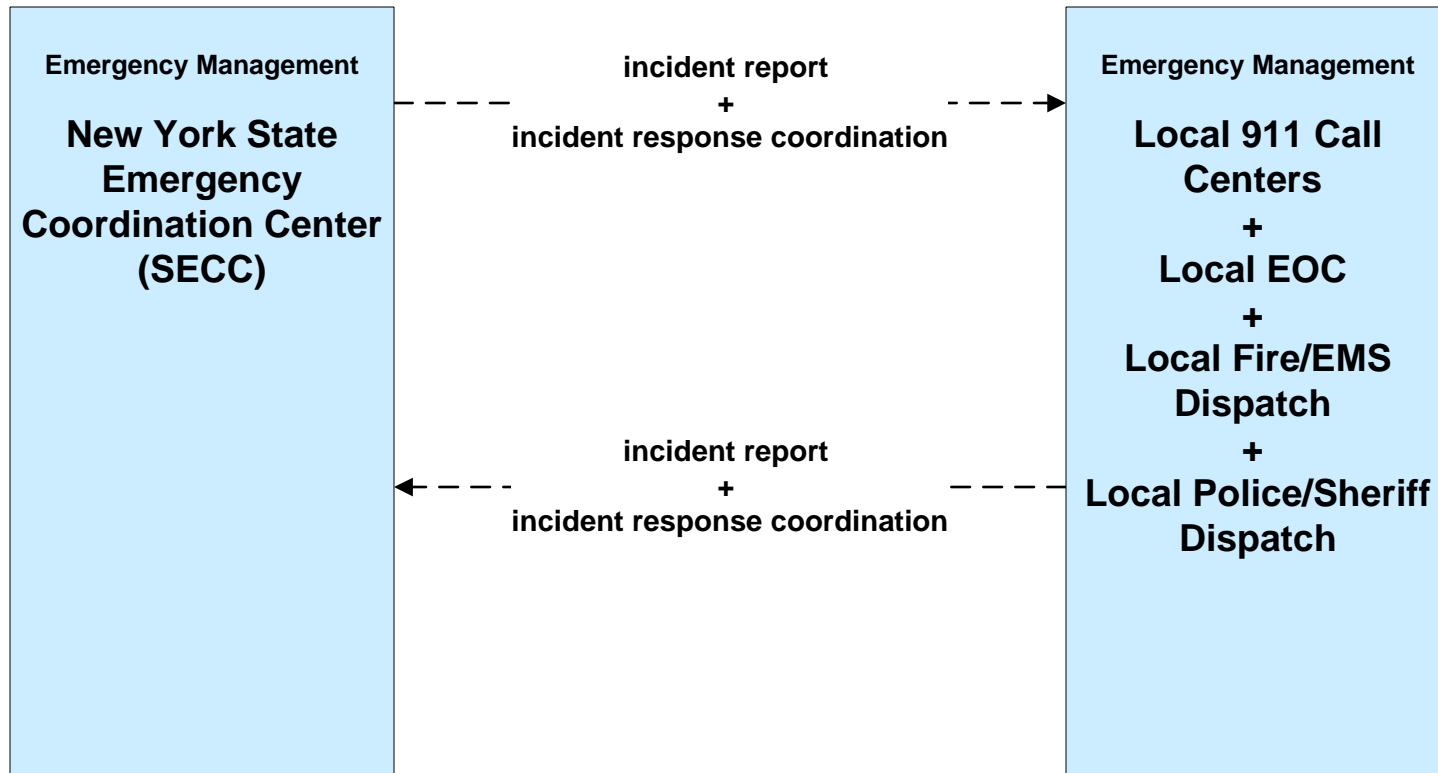 Emergency Management
New York State
Emergency
Coordination Center
(SECC)
incident report
+
incident response coordination
incident report
+
incident response coordination
Emergency Management
Local 911 Call
Centers
+
Local EOC
+
Local Fire/EMS
Dispatch
+
Local Police/Sheriff
Dispatch